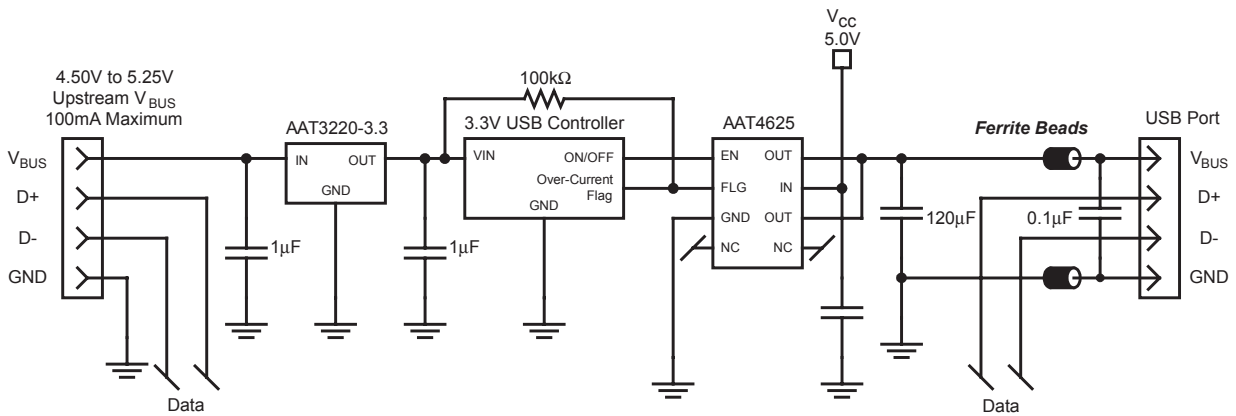 4.50V to 5.25V
Upstream VBUS
100mA Maximum
VBUS
D+
D-
GND
Data
1μF
AAT3220-3.3
IN
OUT
GND
1μF
100kΩ
3.3V USB Controller
VIN
ON/OFF
Over-Current
Flag
GND
AAT4625
EN
OUT
FLG
IN
GND
OUT
NC
NC
VCC
5.0V
120μF
Ferrite Beads
0.1μF
USB Port
VBUS
D+
D-
GND
Data